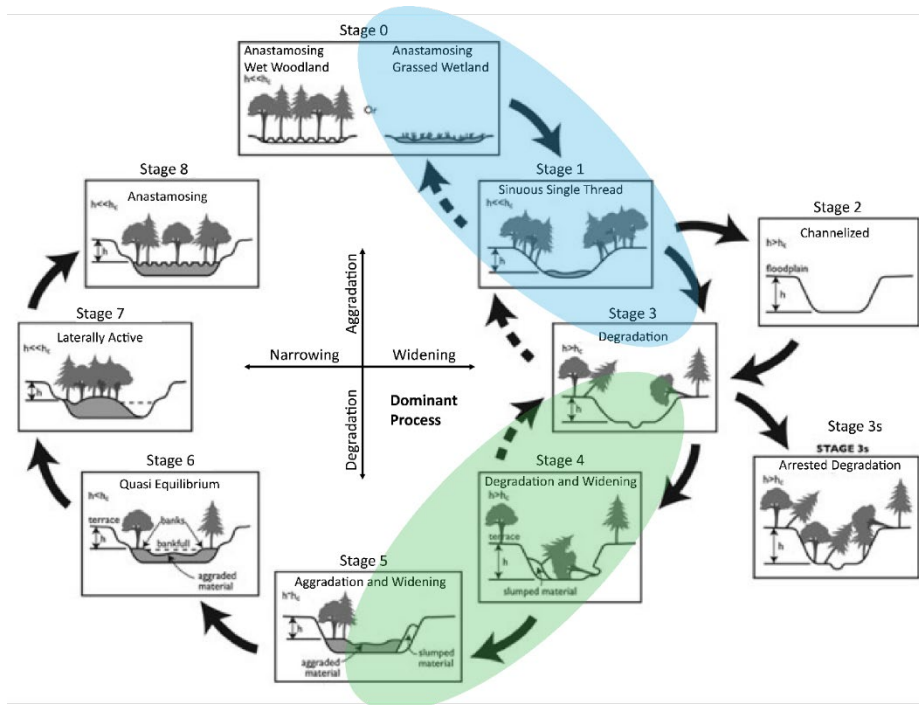 Stage 0
Anastamosing
Wet Woodland
h<<hc
Or
Anastamosing
Grassed Wetland
Stage 1
Sinuous Single Thread
h<<hc
h
Stage 2
Channelized
h>hc
floodplain
h
Stage 3
Degradation
h>hc
h
Stage 3s
STAGE 3s
Arrested Degradation
h>hc
h
Stage 4
Degradation and Widening
h>hc
terrace
h
slumped material
Stage 5
Aggradation and Widening
h~hc
h
aggraded
material
slumped
material
Stage 6
Quasi Equilibrium
h<hc
terrace
h
banks
bankfull
aggraded
material
Stage 7
Laterally Active
h<<hc
h
Stage 8
Anastamosing
h<<hc
h
Aggradation
Narrowing
Widening
Degradation
Dominant
Process